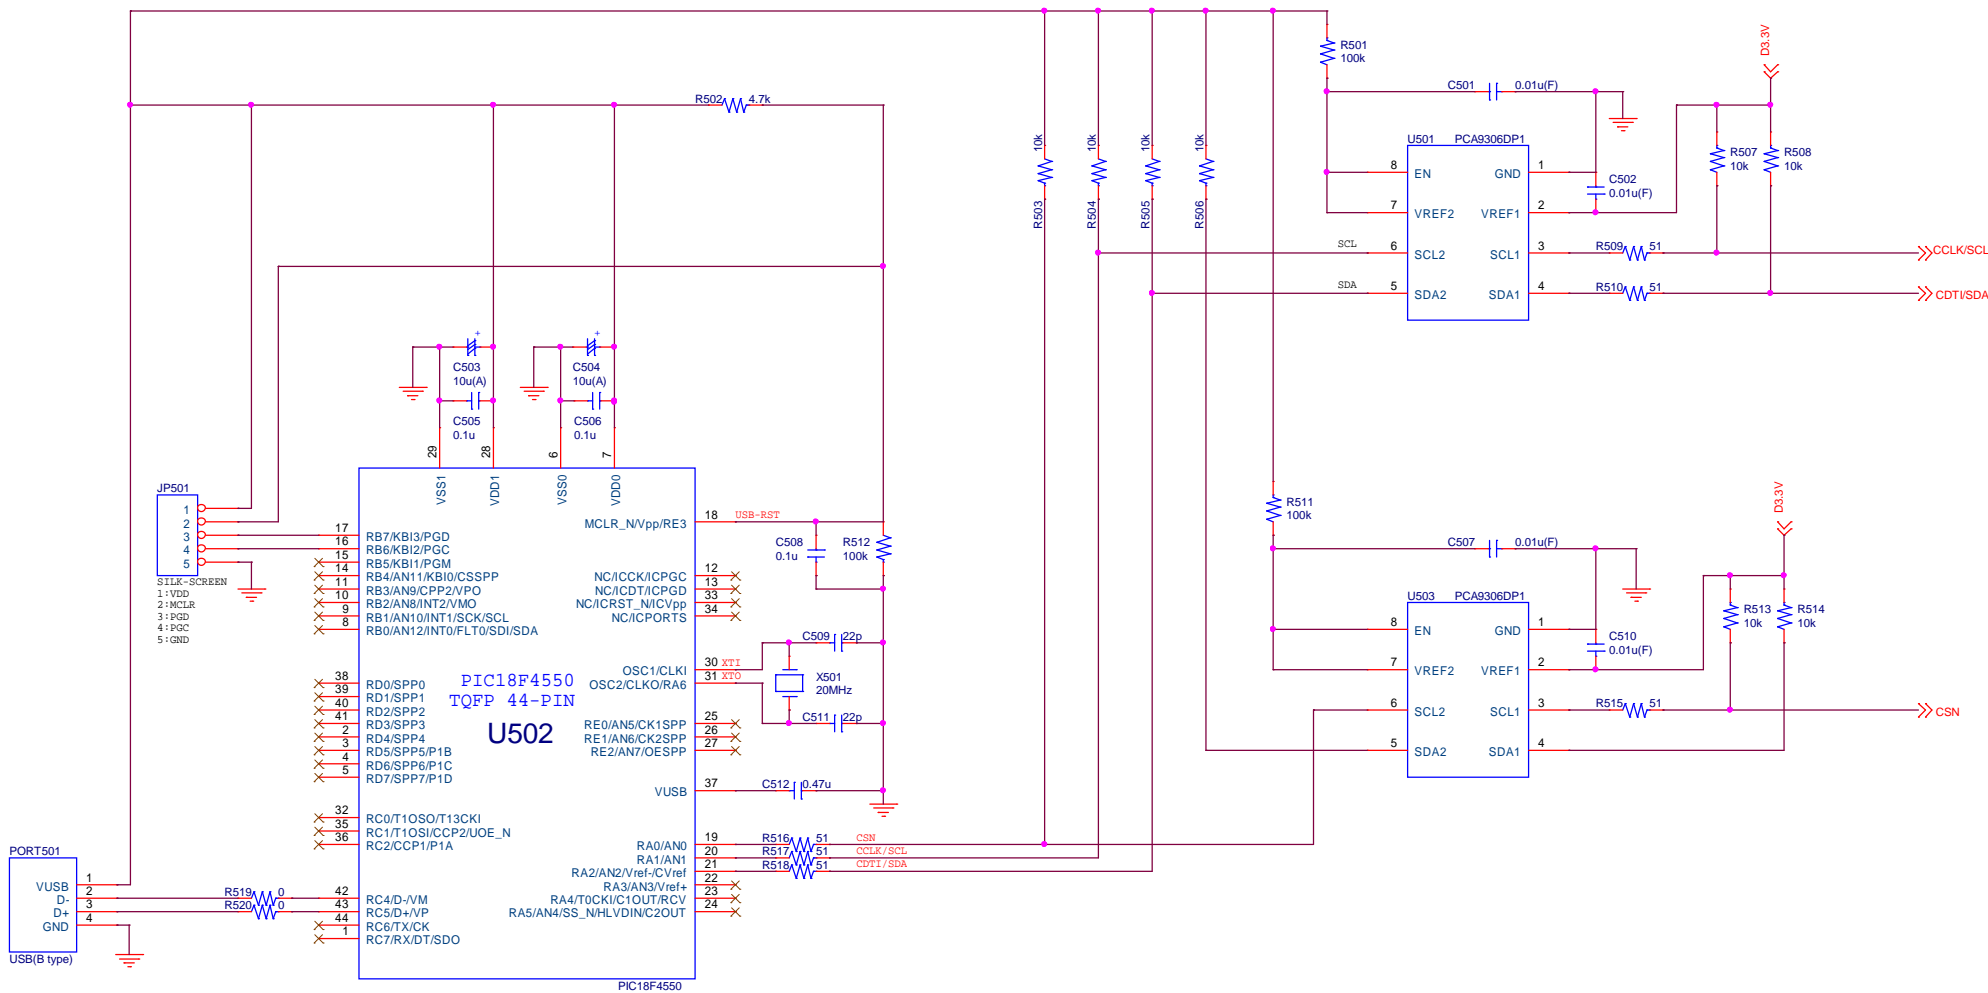 R501
100k
D3.3V
R502 4.7k
C501 0.01u(F)
10k
R503
10k
R504
10k
R505
10k
R506
U501 PCA9306DP1
8 EN
7 VREF2
6 SCL2
5 SDA2
GND 1
VREF1 2
SCL1 3
SDA1 4
SCL
SDA
C502
0.01u(F)
R507
10k
R508
10k
R509 51
R510 51
CCLK/SCL
CDTI/SDA
+
C503
10u(A)
C505
0.1u
+
C504
10u(A)
C506
0.1u
29 28 6 7
VSS1 VDD1 VSS0 VDD0
JP501
1
2
3
4
5
SILK-SCREEN
1:VDD
2:MCLR
3:PGD
4:PGC
5:GND
17 RB7/KBI3/PGD
16 RB6/KBI2/PGC
15 RB5/KBI1/PGM
14 RB4/AN11/KBI0/CSSPP
11 RB3/AN9/CPP2/VPO
10 RB2/AN8/INT2/VMO
9 RB1/AN10/INT1/SCK/SCL
8 RB0/AN12/INT0/FLT0/SDI/SDA
38 RD0/SPP0
39 RD1/SPP1
40 RD2/SPP2
41 RD3/SPP3
2 RD4/SPP4
3 RD5/SPP5/P1B
4 RD6/SPP6/P1C
5 RD7/SPP7/P1D
32 RC0/T1OSO/T13CKI
35 RC1/T1OSI/CCP2/UOE_N
36 RC2/CCP1/P1A
42 RC4/D-/VM
43 RC5/D+/VP
44 RC6/TX/CK
1 RC7/RX/DT/SDO
PIC18F4550
TQFP 44-PIN
U502
MCLR_N/Vpp/RE3 18 USB-RST
NC/ICCK/ICPGC 12
NC/ICDT/ICPGD 13
NC/ICRST_N/ICVpp 33
NC/ICPORTS 34
OSC1/CLKI 30 XTI
OSC2/CLKO/RA6 31 XTO
RE0/AN5/CK1SPP 25
RE1/AN6/CK2SPP 26
RE2/AN7/OESPP 27
VUSB 37
RA0/AN0 19
RA1/AN1 20
RA2/AN2/Vref-/CVref 21
RA3/AN3/Vref+ 22
RA4/T0CKI/C1OUT/RCV 23
RA5/AN4/SS_N/HLVDIN/C2OUT 24
PIC18F4550
C508
0.1u
R512
100k
C509 22p
X501
20MHz
C511 22p
C512 0.47u
R516 51 CSN
R517 51 CCLK/SCL
R518 51 CDTI/SDA
PORT501
VUSB 1
D- 2
D+ 3
GND 4
USB(B type)
R519 0
R520 0
R511
100k
D3.3V
C507 0.01u(F)
U503 PCA9306DP1
8 EN
7 VREF2
6 SCL2
5 SDA2
GND 1
VREF1 2
SCL1 3
SDA1 4
C510
0.01u(F)
R513
10k
R514
10k
R515 51
CSN